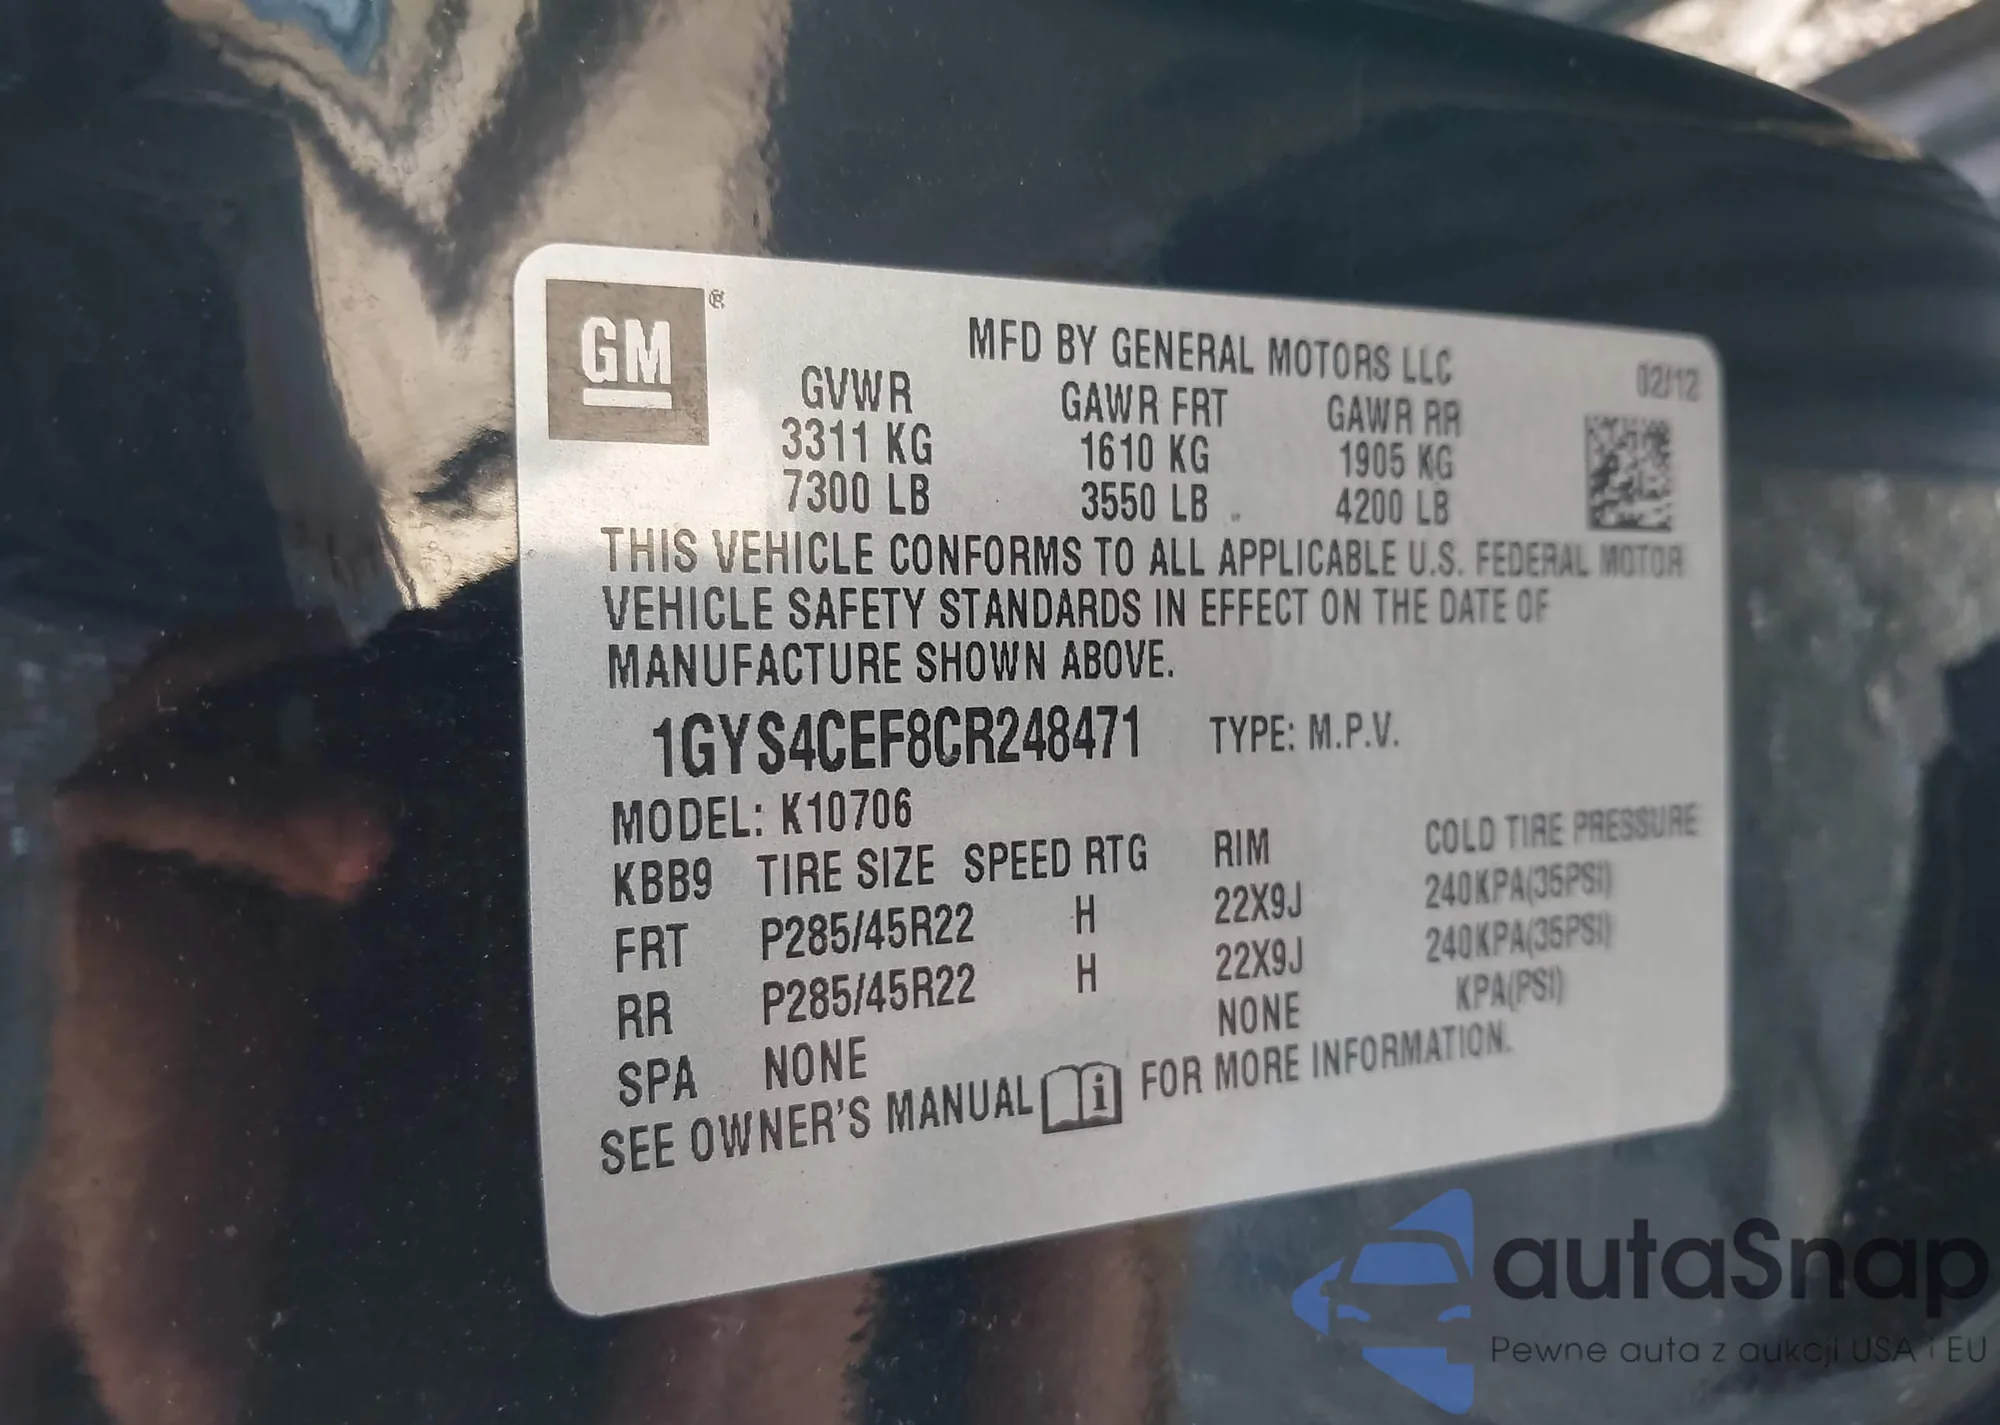 GM ®
MFD BY GENERAL MOTORS LLC
02/12
GVWR GAWR FRT GAWR RR
3311 KG 1610 KG 1905 KG
7300 LB 3550 LB 4200 LB
THIS VEHICLE CONFORMS TO ALL APPLICABLE U.S. FEDERAL MOTOR
VEHICLE SAFETY STANDARDS IN EFFECT ON THE DATE OF
MANUFACTURE SHOWN ABOVE.
1GYS4CEF8CR248471 TYPE: M.P.V.
MODEL: K10706
KBB9 TIRE SIZE SPEED RTG RIM COLD TIRE PRESSURE
FRT P285/45R22 H 22X9J 240KPA(35PSI)
RR P285/45R22 H 22X9J 240KPA(35PSI)
SPA NONE NONE KPA(PSI)
SEE OWNER'S MANUAL i FOR MORE INFORMATION.
autaSnap
Pewne auta z aukcji USA i EU